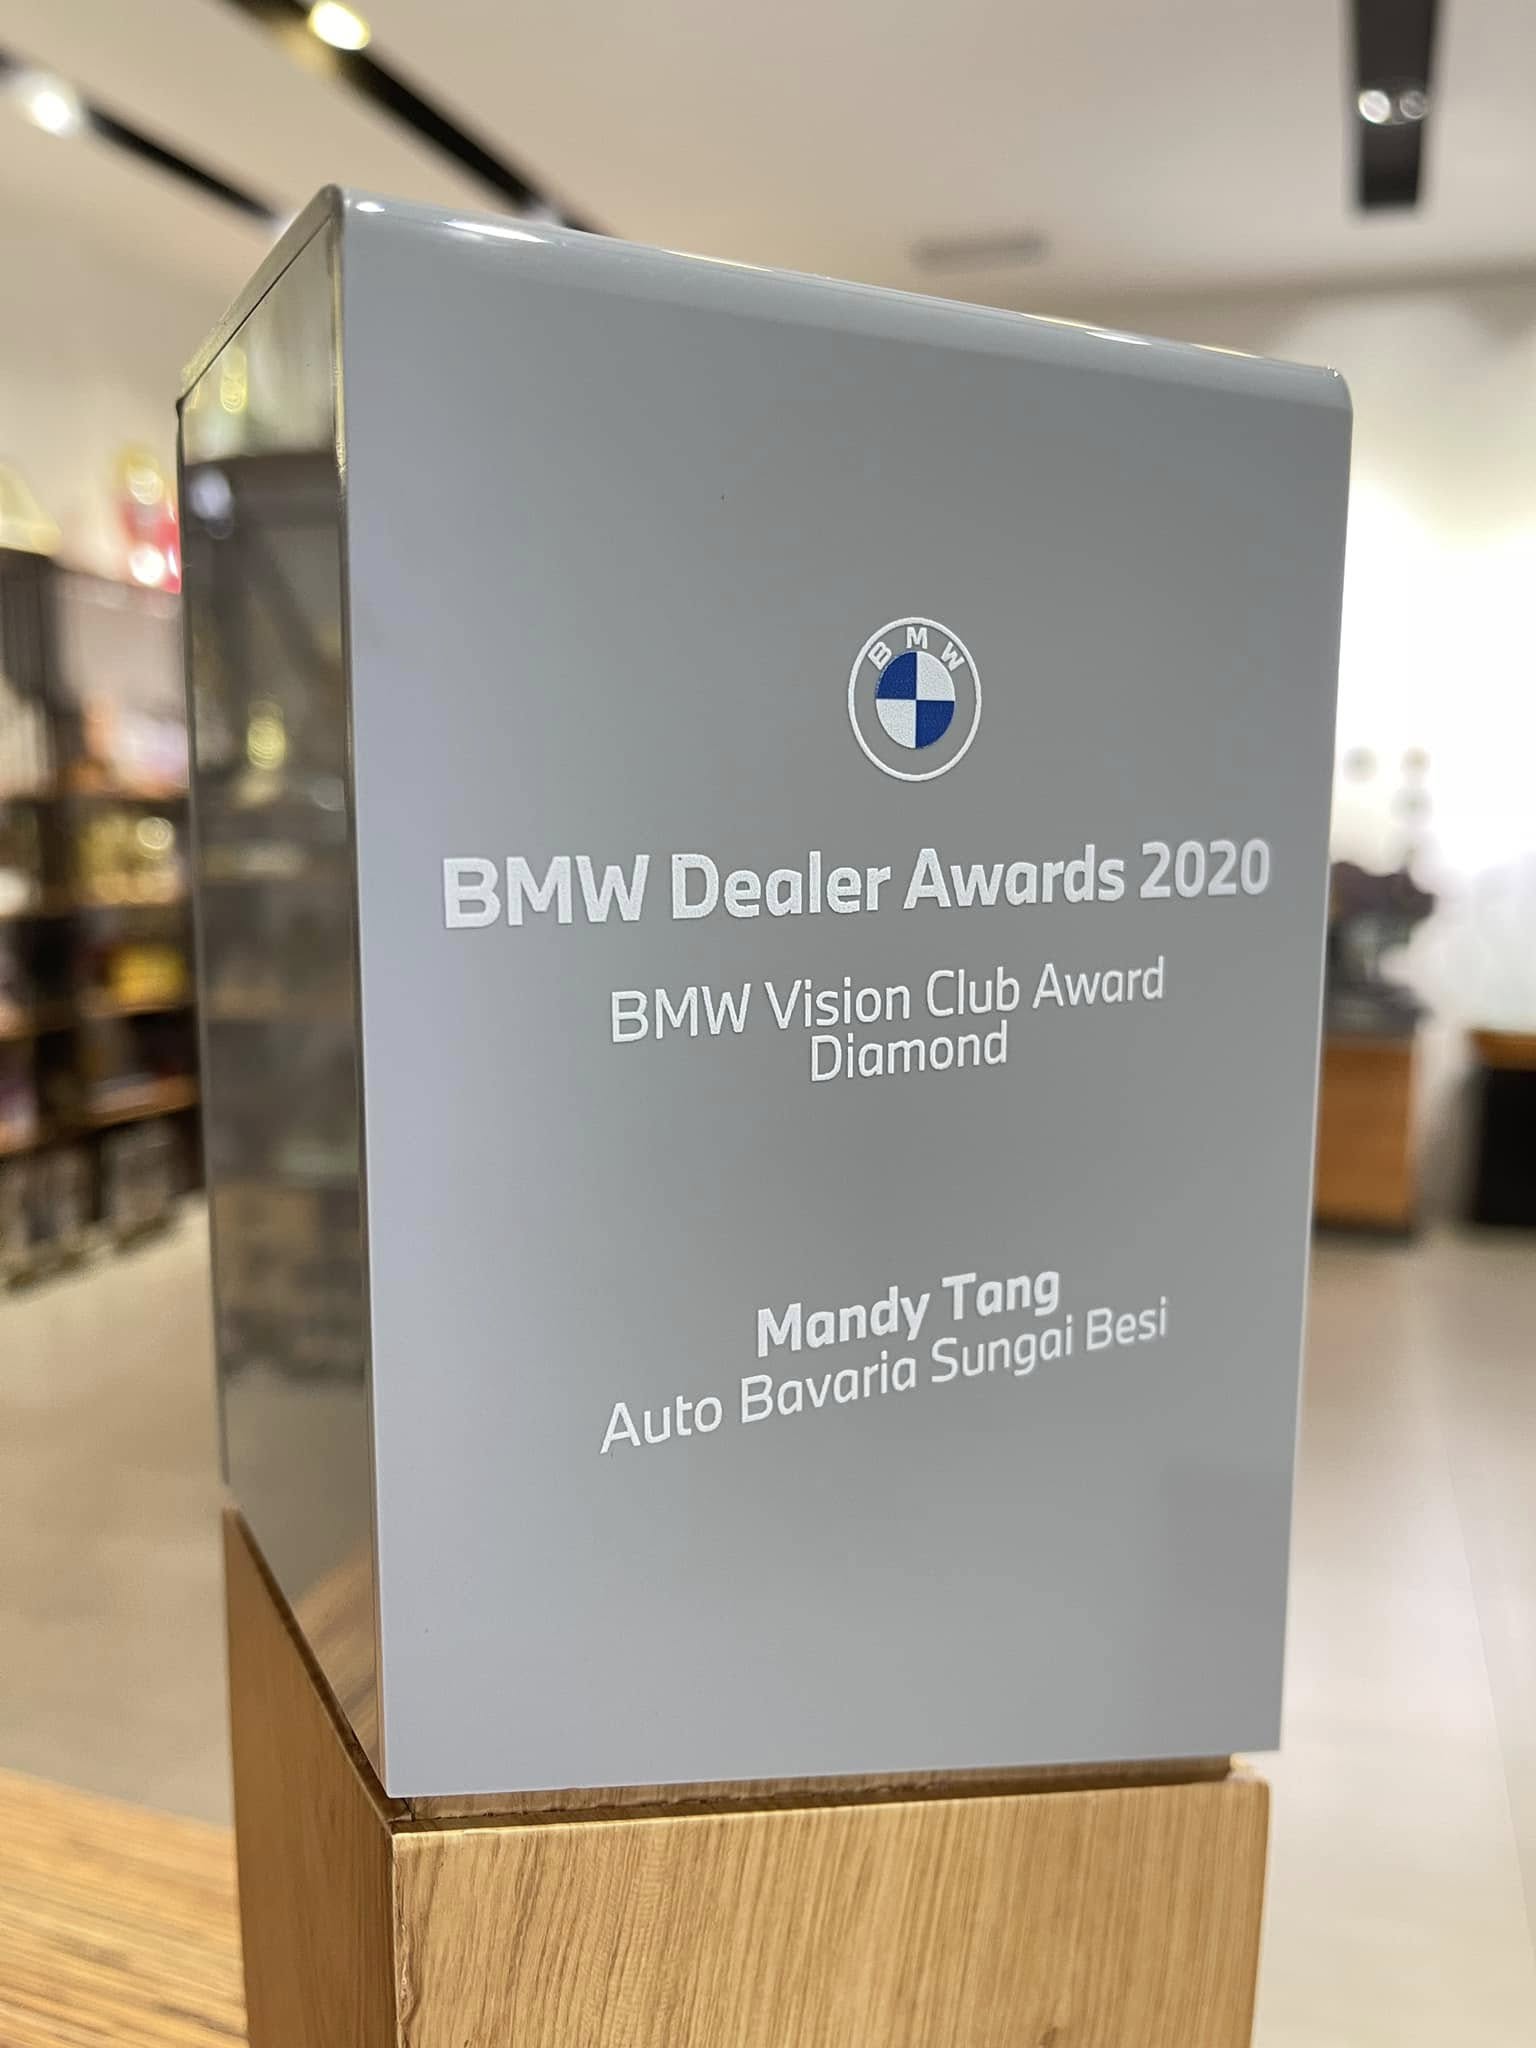 BMW
BMW Dealer Awards 2020
BMW Vision Club Award
Diamond
Mandy Tang
Auto Bavaria Sungai Besi